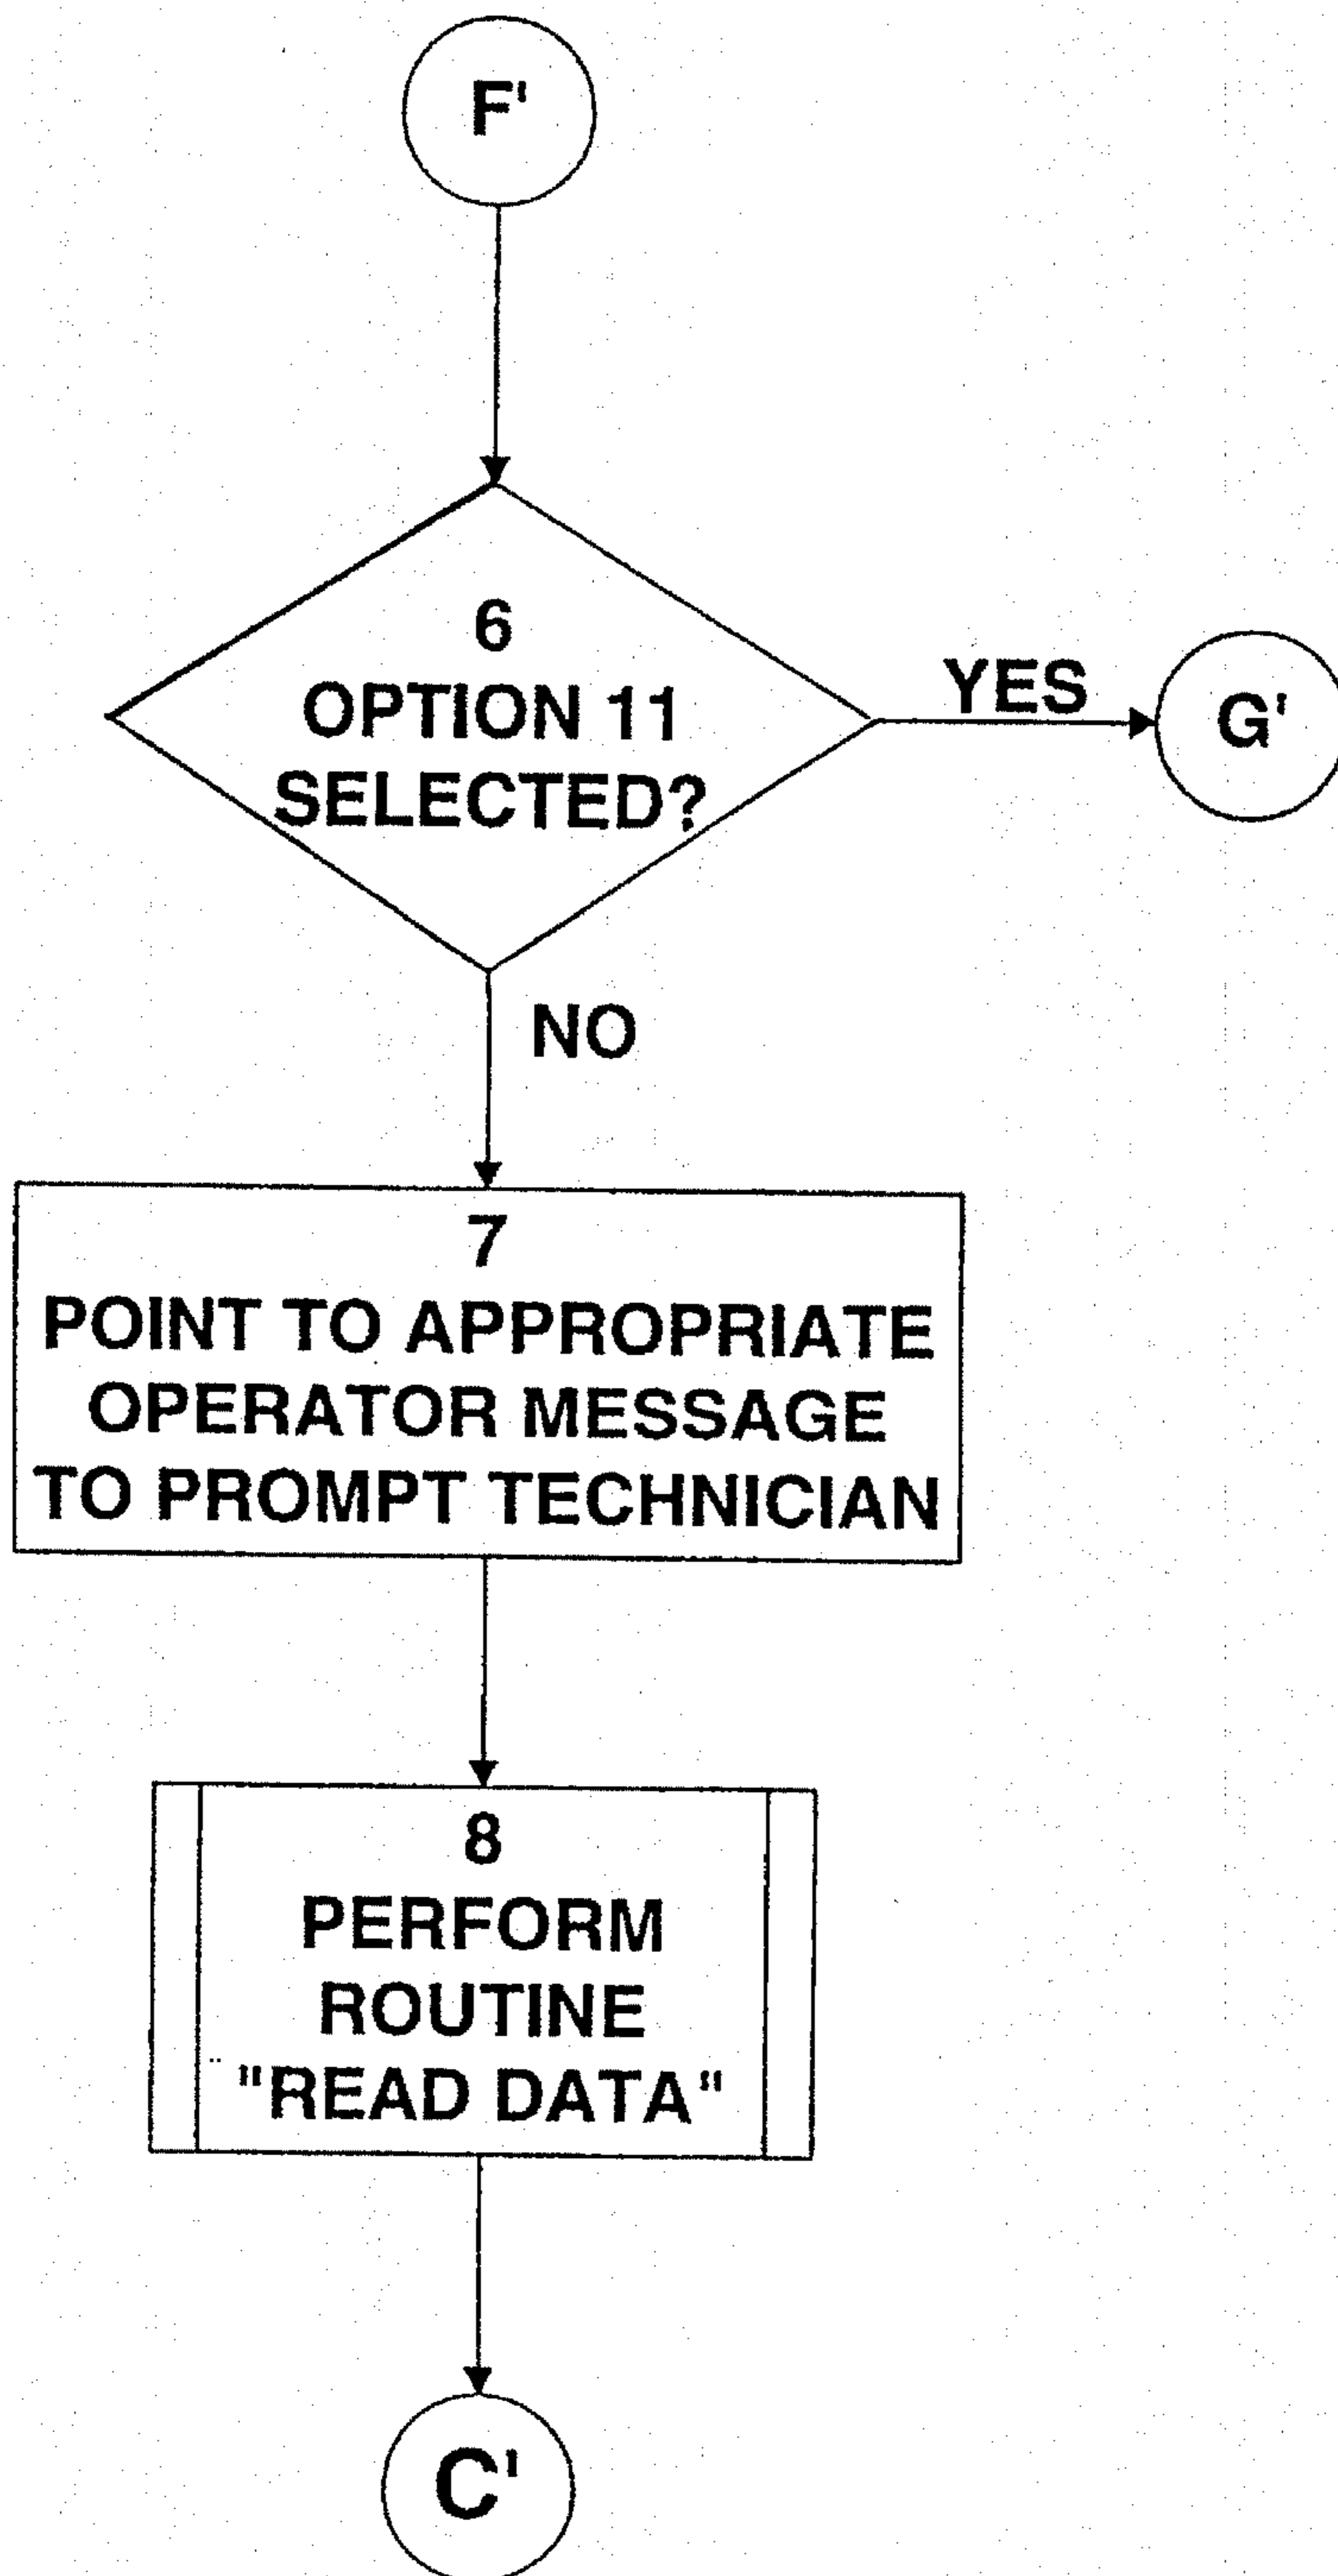 F'
6
OPTION 11
SELECTED?
YES
G'
NO
7
POINT TO APPROPRIATE
OPERATOR MESSAGE
TO PROMPT TECHNICIAN
8
PERFORM
ROUTINE
"READ DATA"
C'